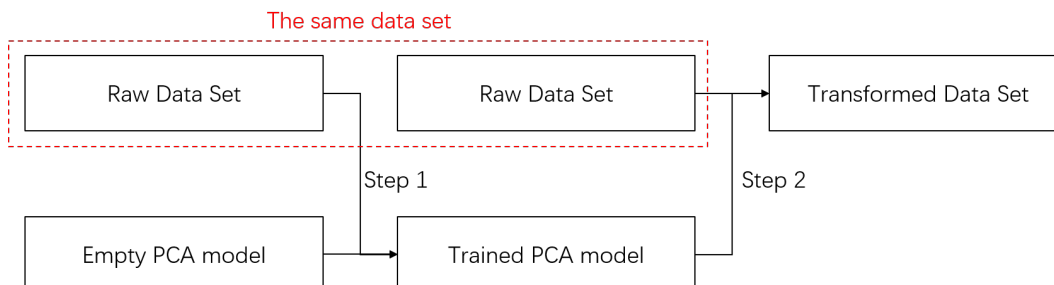 The same data set
Raw Data Set
Raw Data Set
Transformed Data Set
Step 1
Step 2
Empty PCA model
Trained PCA model